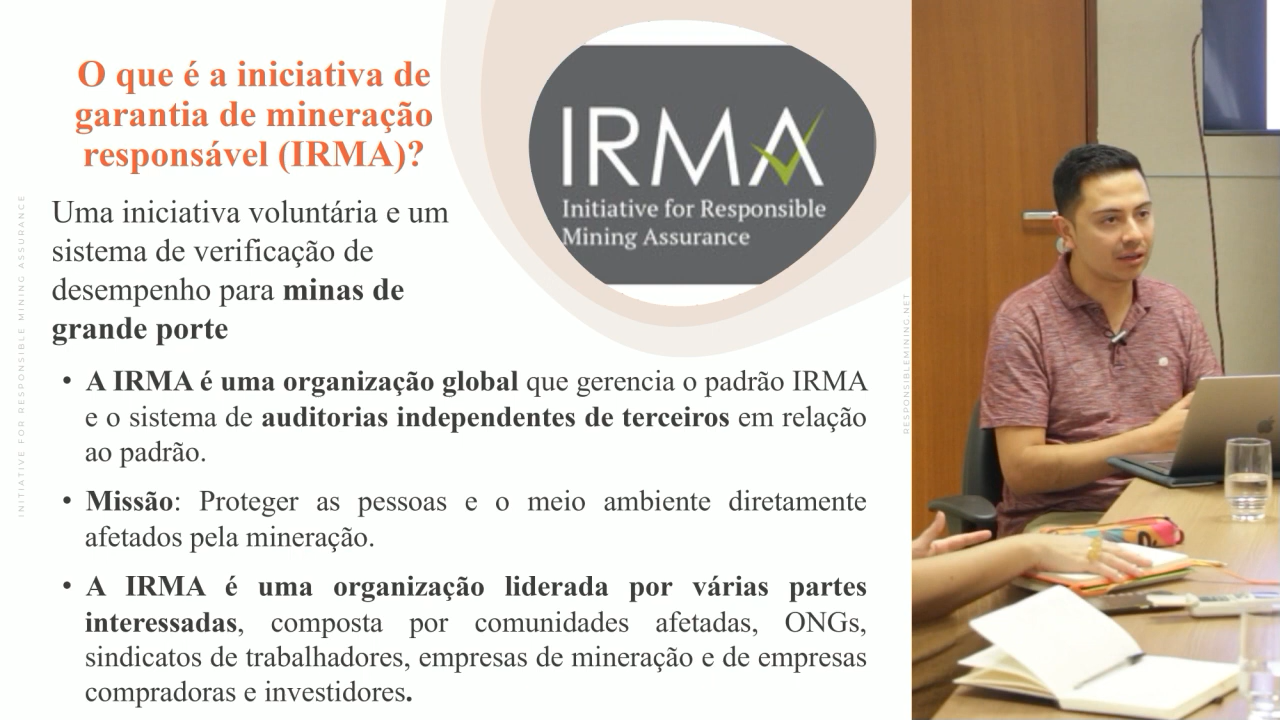 O que é a iniciativa de
garantia de mineração
responsável (IRMA)?
IRMA
Initiative for Responsible
Mining Assurance
Uma iniciativa voluntária e um
sistema de verificação de
desempenho para minas de
grande porte
• A IRMA é uma organização global que gerencia o padrão IRMA
e o sistema de auditorias independentes de terceiros em relação
ao padrão.
• Missão: Proteger as pessoas e o meio ambiente diretamente
afetados pela mineração.
• A IRMA é uma organização liderada por várias partes
interessadas, composta por comunidades afetadas, ONGs,
sindicatos de trabalhadores, empresas de mineração e de empresas
compradoras e investidores.
INITIATIVE FOR RESPONSIBLE MINING ASSURANCE
RESPONSIBLEMINING.NET